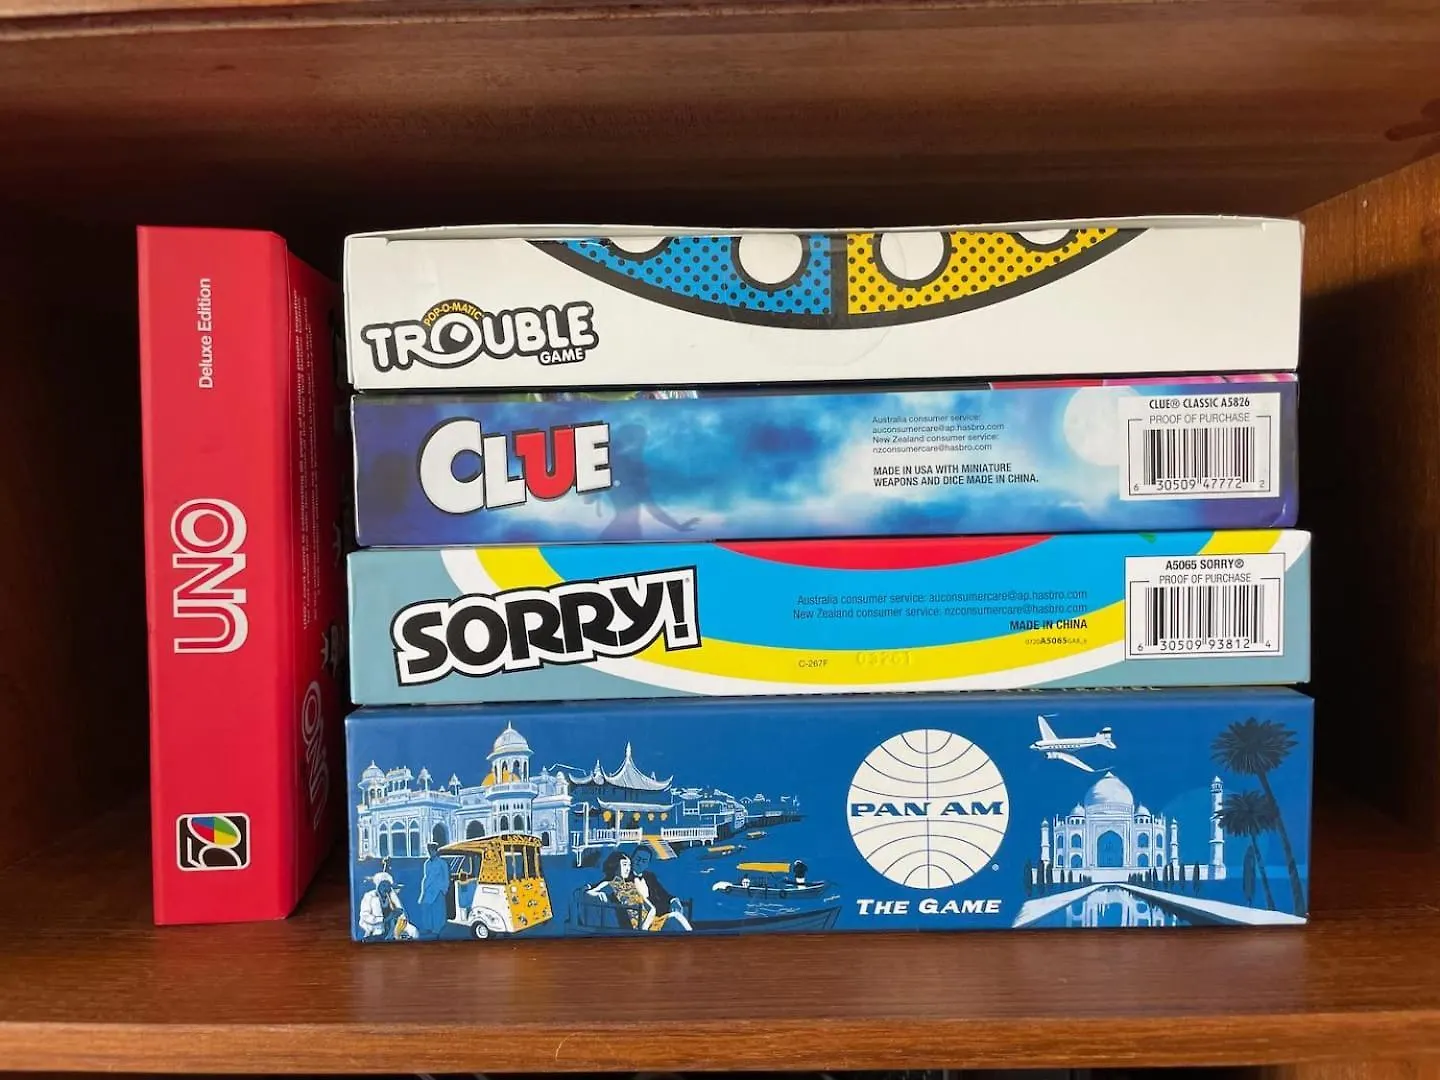 Deluxe Edition
UNO
50
UNO
POP-O-MATIC
TROUBLE
GAME
CLUE
Australia consumer service:
auconsumercare@ap.hasbro.com
New Zealand consumer service:
nzconsumercare@hasbro.com
MADE IN USA WITH MINIATURE
WEAPONS AND DICE MADE IN CHINA.
CLUE® CLASSIC A5826
PROOF OF PURCHASE
6 30509 47772 2
SORRY!
Australia consumer service: auconsumercare@ap.hasbro.com
New Zealand consumer service: nzconsumercare@hasbro.com
MADE IN CHINA
C-267F
A5065 SORRY®
PROOF OF PURCHASE
6 30509 93812 4
TRAVEL
PAN AM
THE GAME